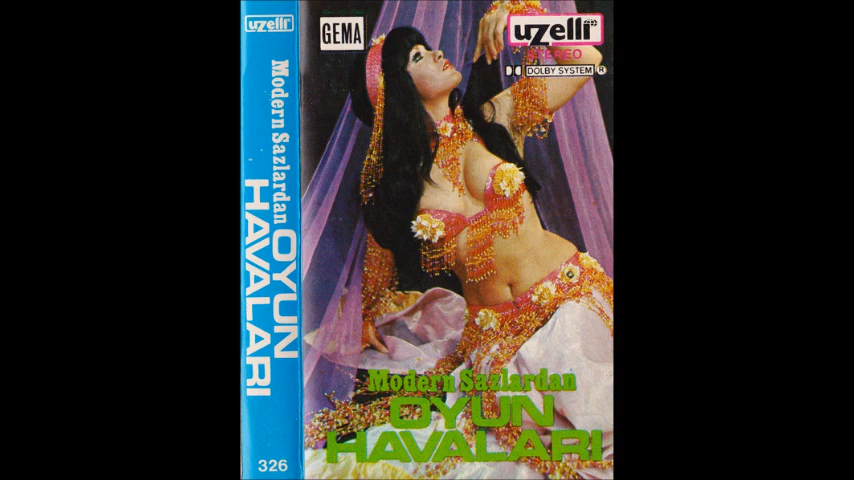 uzelli
Modern Sazlardan
OYUN
HAVALARI
326
GEMA
uzelli
STEREO
DOLBY SYSTEM ®
Modern Sazlardan
OYUN
HAVALARI